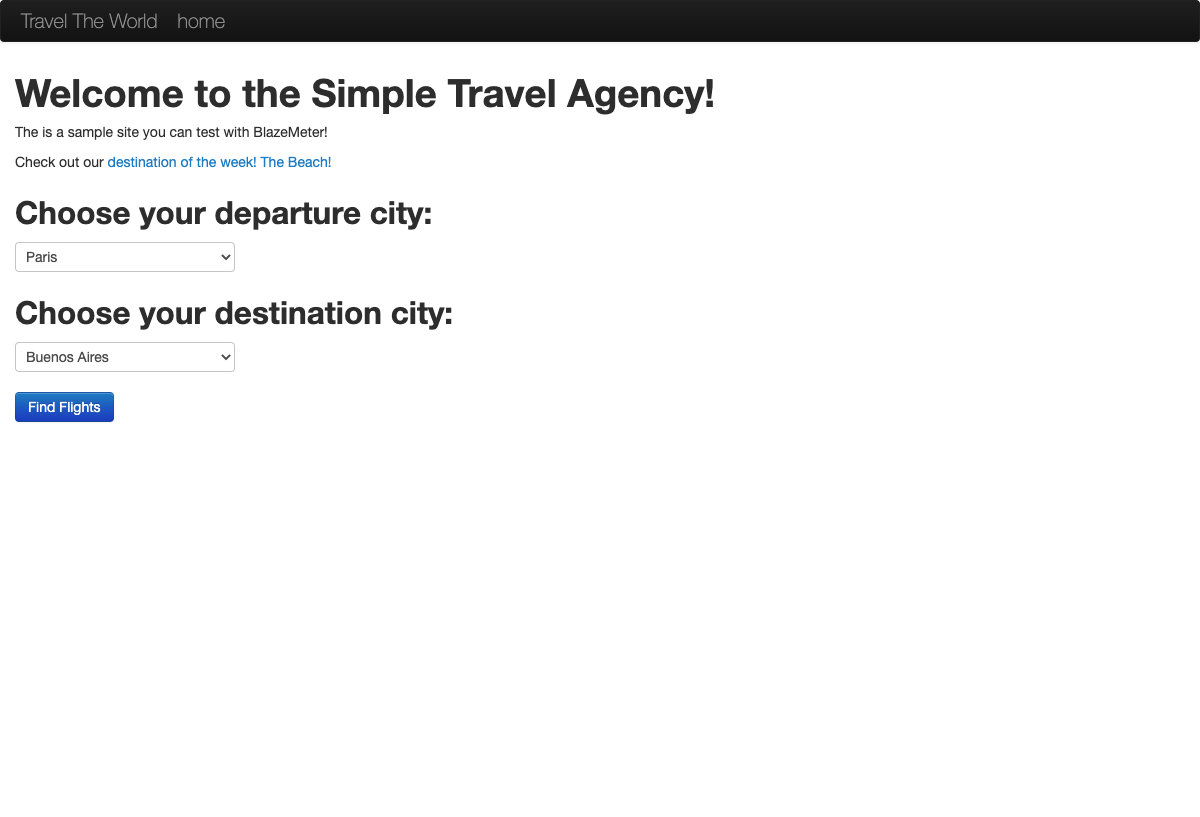 Travel The World home
Welcome to the Simple Travel Agency!
The is a sample site you can test with BlazeMeter!
Check out our destination of the week! The Beach!
Choose your departure city:
Paris
Choose your destination city:
Buenos Aires
Find Flights